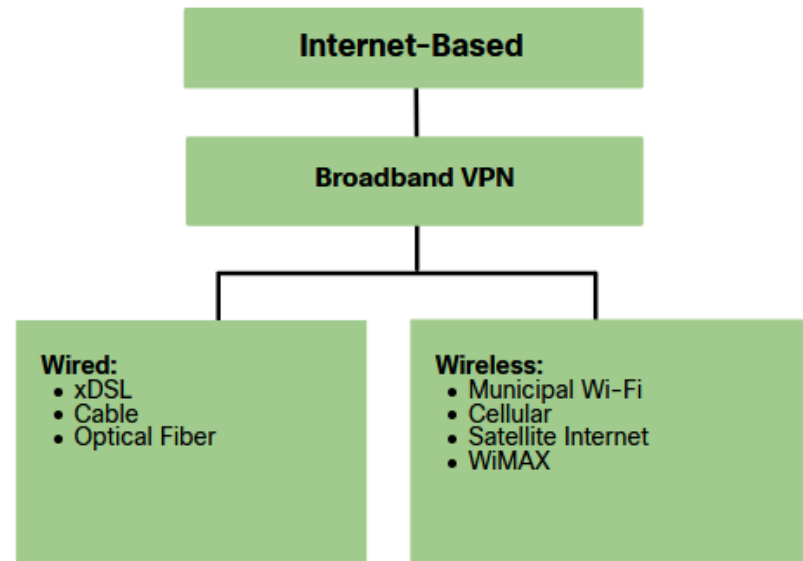 Internet-Based
Broadband VPN
Wired:
• xDSL
• Cable
• Optical Fiber
Wireless:
• Municipal Wi-Fi
• Cellular
• Satellite Internet
• WiMAX